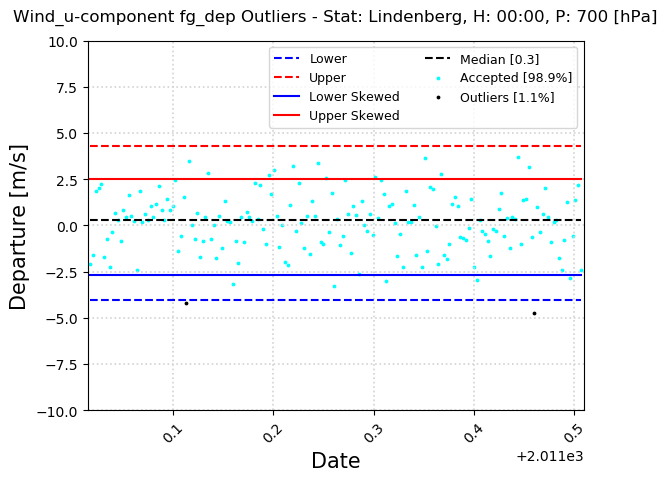 Wind_u-component fg_dep Outliers - Stat: Lindenberg, H: 00:00, P: 700 [hPa]
Lower
Upper
Lower Skewed
Upper Skewed
Median [0.3]
Accepted [98.9%]
Outliers [1.1%]
Departure [m/s]
10.0
7.5
5.0
2.5
0.0
−2.5
−5.0
−7.5
−10.0
0.1
0.2
0.3
0.4
0.5
+2.011e3
Date